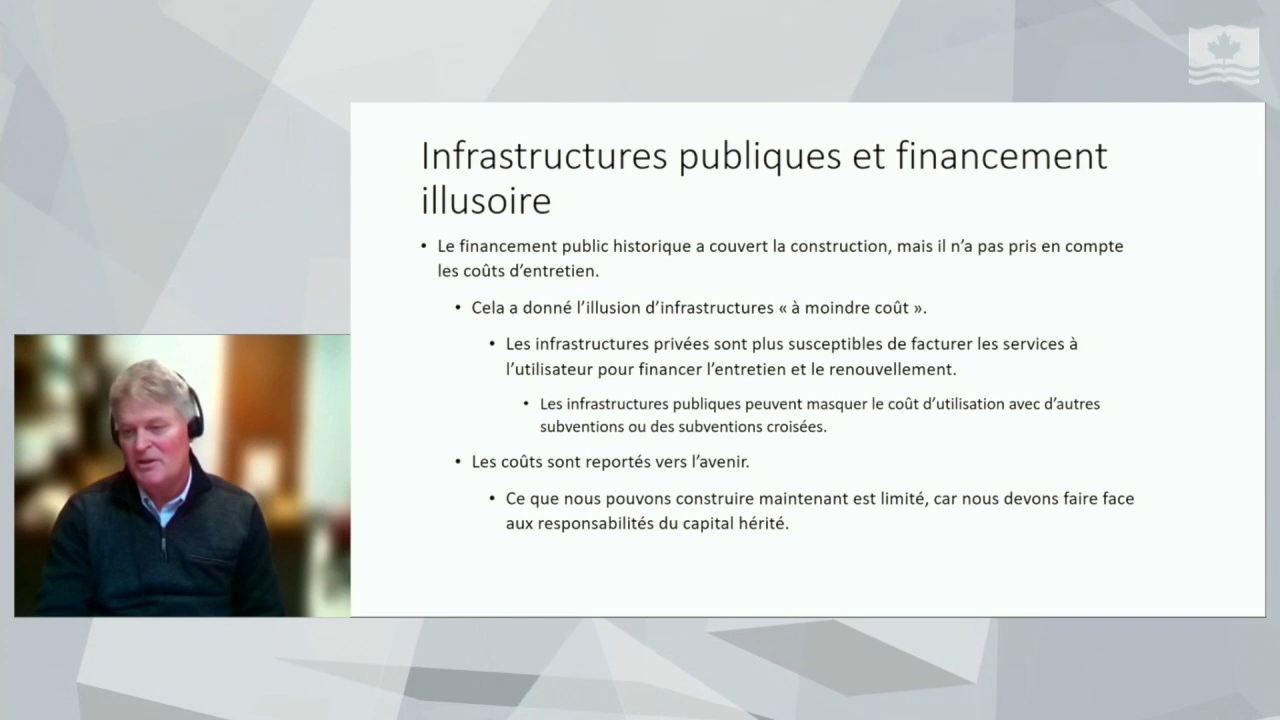 Infrastructures publiques et financement
illusoire
• Le financement public historique a couvert la construction, mais il n’a pas pris en compte
les coûts d’entretien.
• Cela a donné l’illusion d’infrastructures « à moindre coût ».
• Les infrastructures privées sont plus susceptibles de facturer les services à
l’utilisateur pour financer l’entretien et le renouvellement.
• Les infrastructures publiques peuvent masquer le coût d’utilisation avec d’autres
subventions ou des subventions croisées.
• Les coûts sont reportés vers l’avenir.
• Ce que nous pouvons construire maintenant est limité, car nous devons faire face
aux responsabilités du capital hérité.